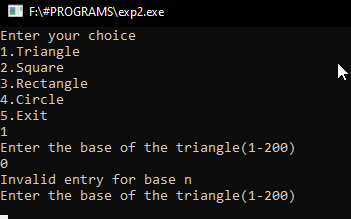 F:\#PROGRAMS\exp2.exe
Enter your choice
1.Triangle
2.Square
3.Rectangle
4.Circle
5.Exit
1
Enter the base of the triangle(1-200)
0
Invalid entry for base n
Enter the base of the triangle(1-200)